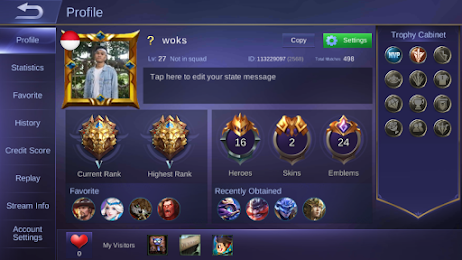 Profile
Profile
Statistics
Favorite
History
Credit Score
Replay
Stream Info
Account
Settings
? woks
Copy
Settings
Lv. 27 Not in squad
ID: 113229097 (2569)
Total Matches 498
Tap here to edit your state message
V
Current Rank
V
Highest Rank
16
Heroes
2
Skins
24
Emblems
Favorite
Recently Obtained
0
My Visitors
Trophy Cabinet
MVP